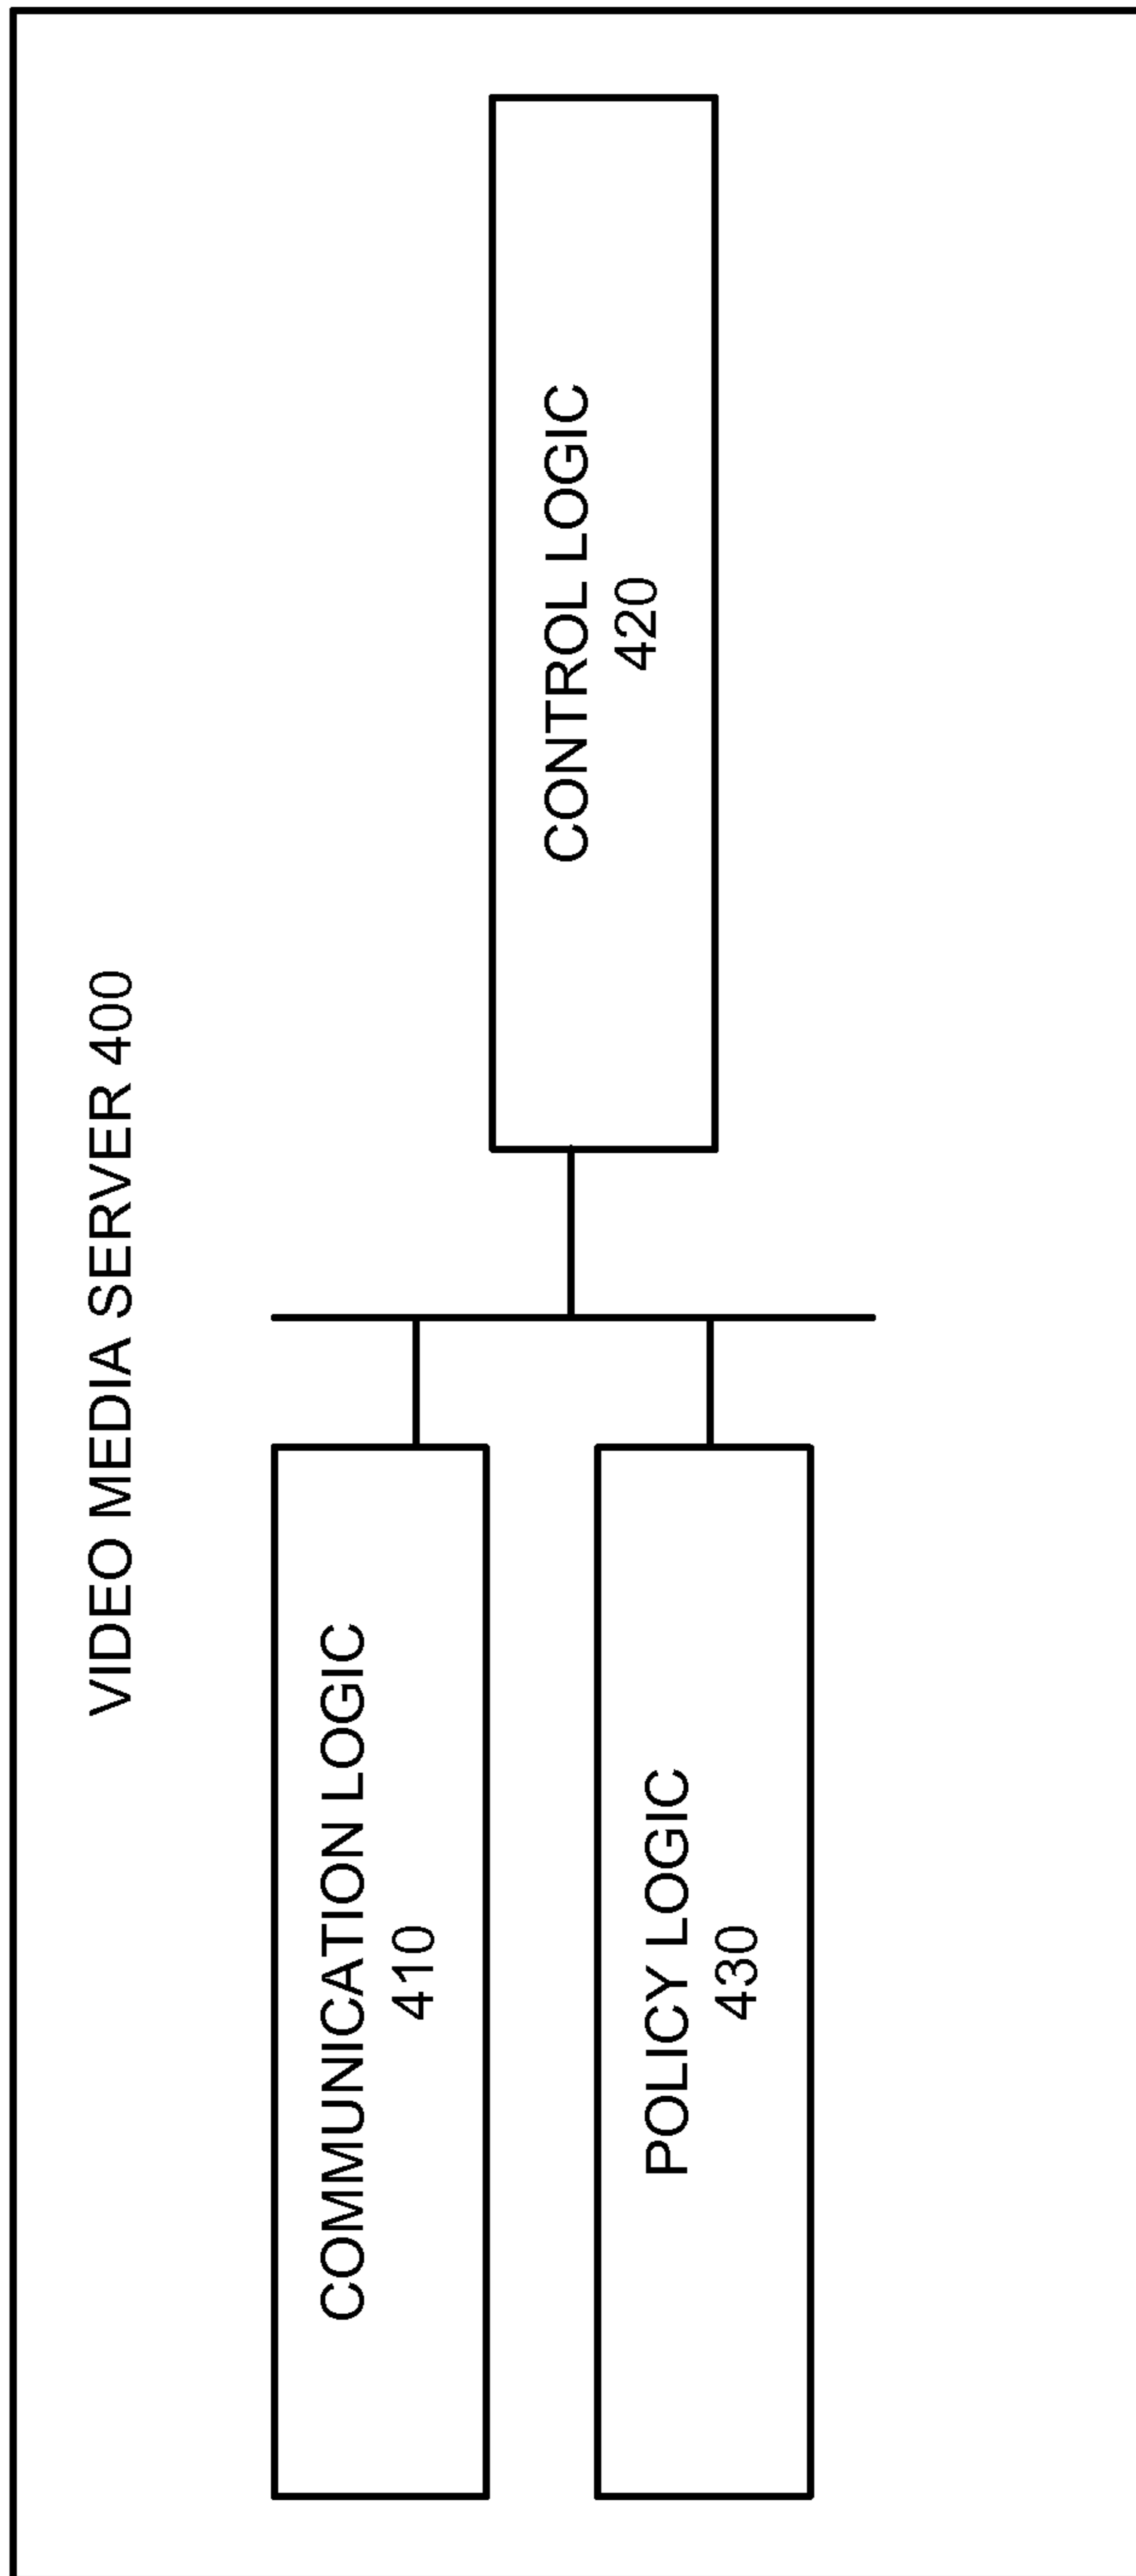 VIDEO MEDIA SERVER 400
COMMUNICATION LOGIC
410
CONTROL LOGIC
420
POLICY LOGIC
430